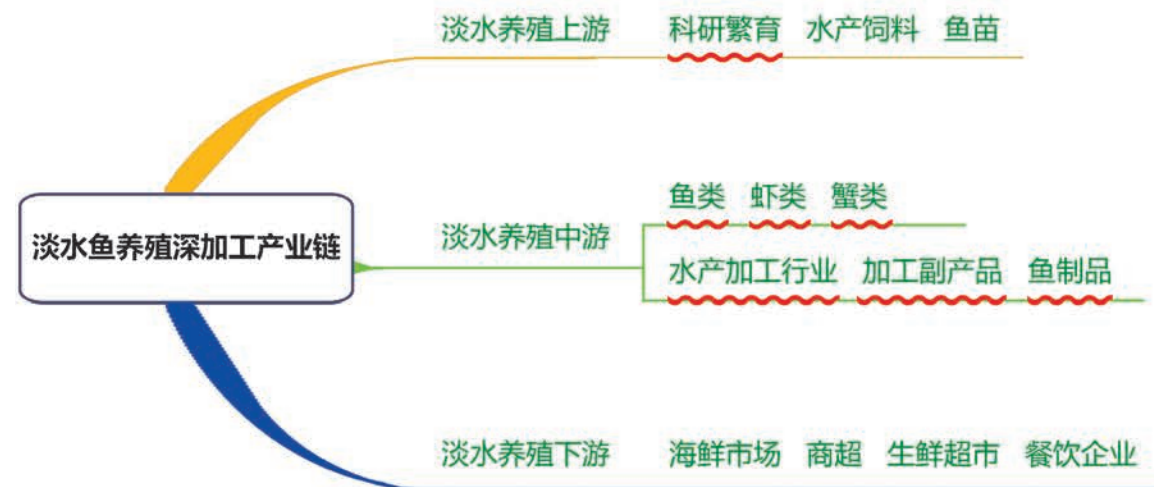 淡水养殖上游 科研繁育 水产饲料 鱼苗
淡水鱼养殖深加工产业链
淡水养殖中游
鱼类 虾类 蟹类
水产加工行业 加工副产品 鱼制品
淡水养殖下游 海鲜市场 商超 生鲜超市 餐饮企业